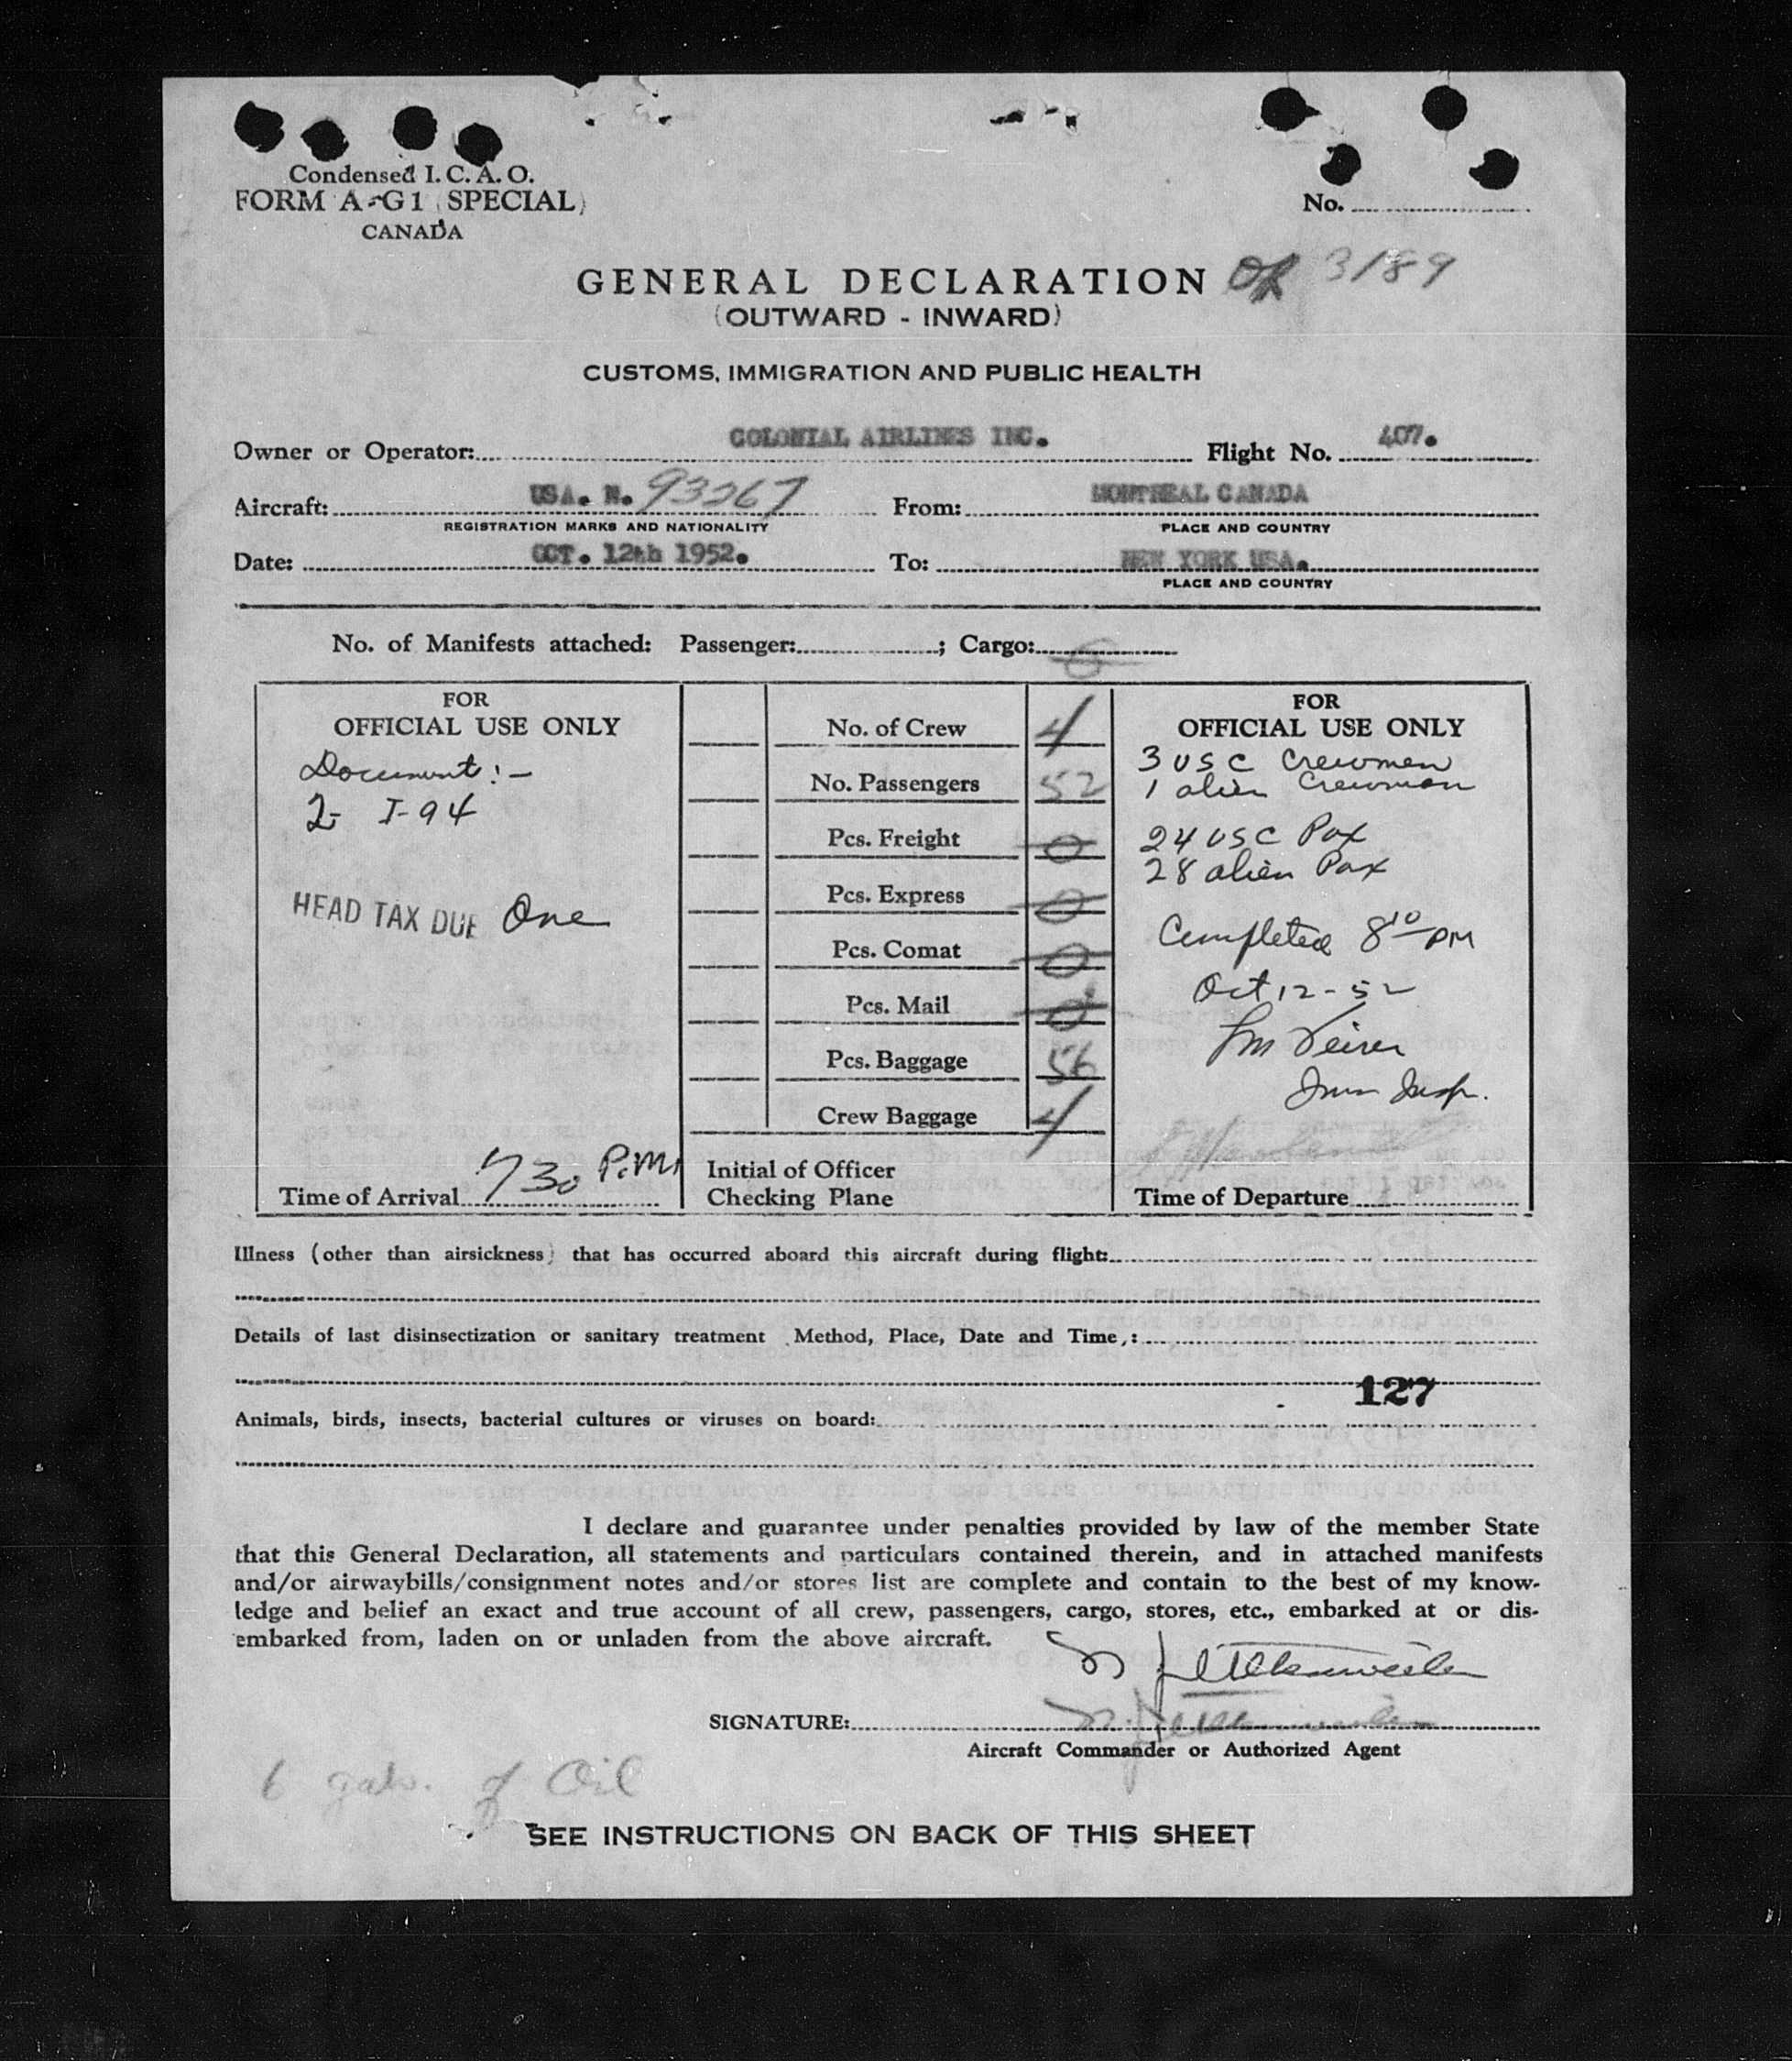 Condensed I. C. A. O.
FORM A-G1 (SPECIAL)
CANADA
No.
GENERAL DECLARATION OR 3189
(OUTWARD - INWARD)
CUSTOMS, IMMIGRATION AND PUBLIC HEALTH
Owner or Operator: COLONIAL AIRLINES INC. Flight No. 407.
Aircraft: USA. N. 93267 From: MONTREAL CANADA
REGISTRATION MARKS AND NATIONALITY PLACE AND COUNTRY
Date: OCT. 12th 1952. To: NEW YORK USA.
PLACE AND COUNTRY
No. of Manifests attached: Passenger: ; Cargo: 0
FOR
OFFICIAL USE ONLY
Document:-
2- I-94
HEAD TAX DUE One
Time of Arrival 730 P.M.
No. of Crew 4
No. Passengers 52
Pcs. Freight 0
Pcs. Express 0
Pcs. Comat 0
Pcs. Mail 0
Pcs. Baggage 56
Crew Baggage 4
Initial of Officer
Checking Plane
FOR
OFFICIAL USE ONLY
3 USC Crewmen
1 alien Crewman
24 USC Pax
28 alien Pax
Completed 8 10 PM
Oct 12-52
Imm Insp.
Time of Departure
Illness (other than airsickness) that has occurred aboard this aircraft during flight:
Details of last disinsectization or sanitary treatment Method, Place, Date and Time,:
127
Animals, birds, insects, bacterial cultures or viruses on board:
I declare and guarantee under penalties provided by law of the member State
that this General Declaration, all statements and particulars contained therein, and in attached manifests
and/or airwaybills/consignment notes and/or stores list are complete and contain to the best of my know-
ledge and belief an exact and true account of all crew, passengers, cargo, stores, etc., embarked at or dis-
embarked from, laden on or unladen from the above aircraft.
SIGNATURE:
Aircraft Commander or Authorized Agent
6 gals. of Oil
SEE INSTRUCTIONS ON BACK OF THIS SHEET